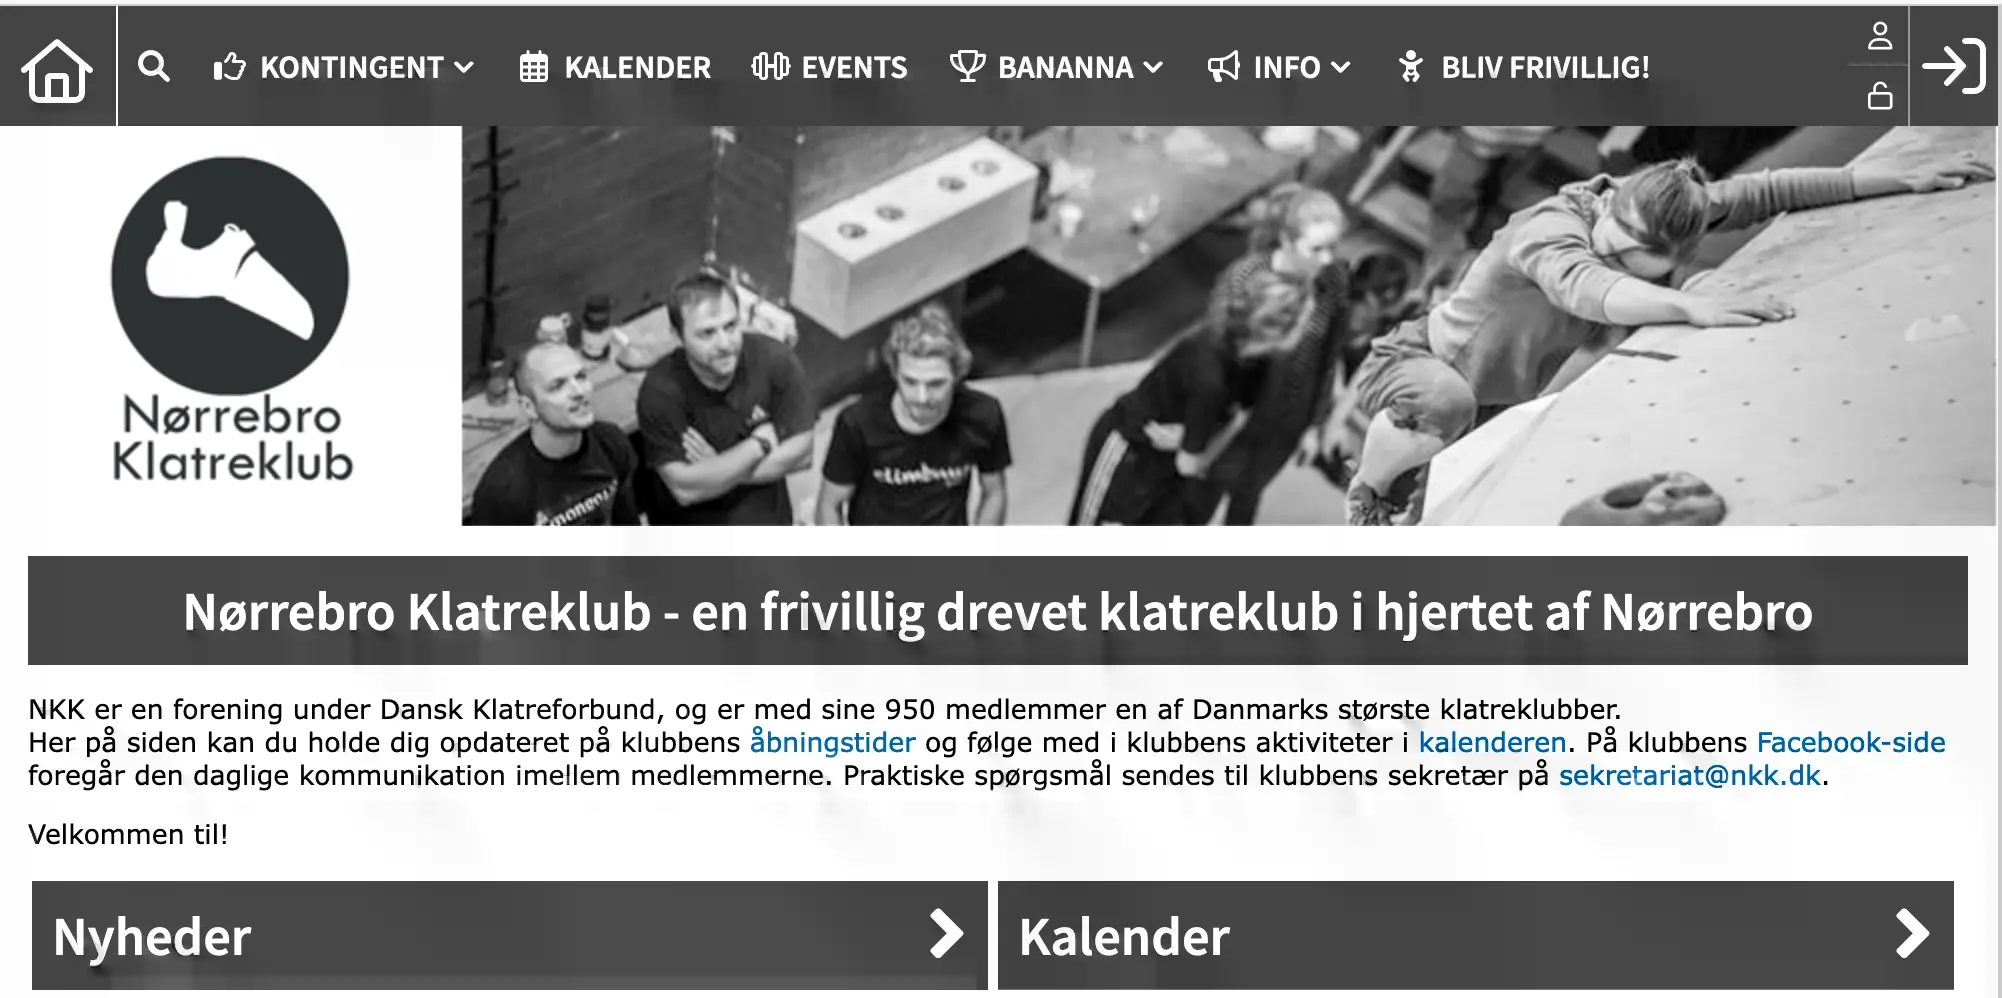 KONTINGENT KALENDER EVENTS BANANNA INFO BLIV FRIVILLIG!
Nørrebro
Klatreklub
climbing
Nørrebro Klatreklub - en frivillig drevet klatreklub i hjertet af Nørrebro
NKK er en forening under Dansk Klatreforbund, og er med sine 950 medlemmer en af Danmarks største klatreklubber.
Her på siden kan du holde dig opdateret på klubbens åbningstider og følge med i klubbens aktiviteter i kalenderen. På klubbens Facebook-side
foregår den daglige kommunikation imellem medlemmerne. Praktiske spørgsmål sendes til klubbens sekretær på sekretariat@nkk.dk.
Velkommen til!
Nyheder
Kalender